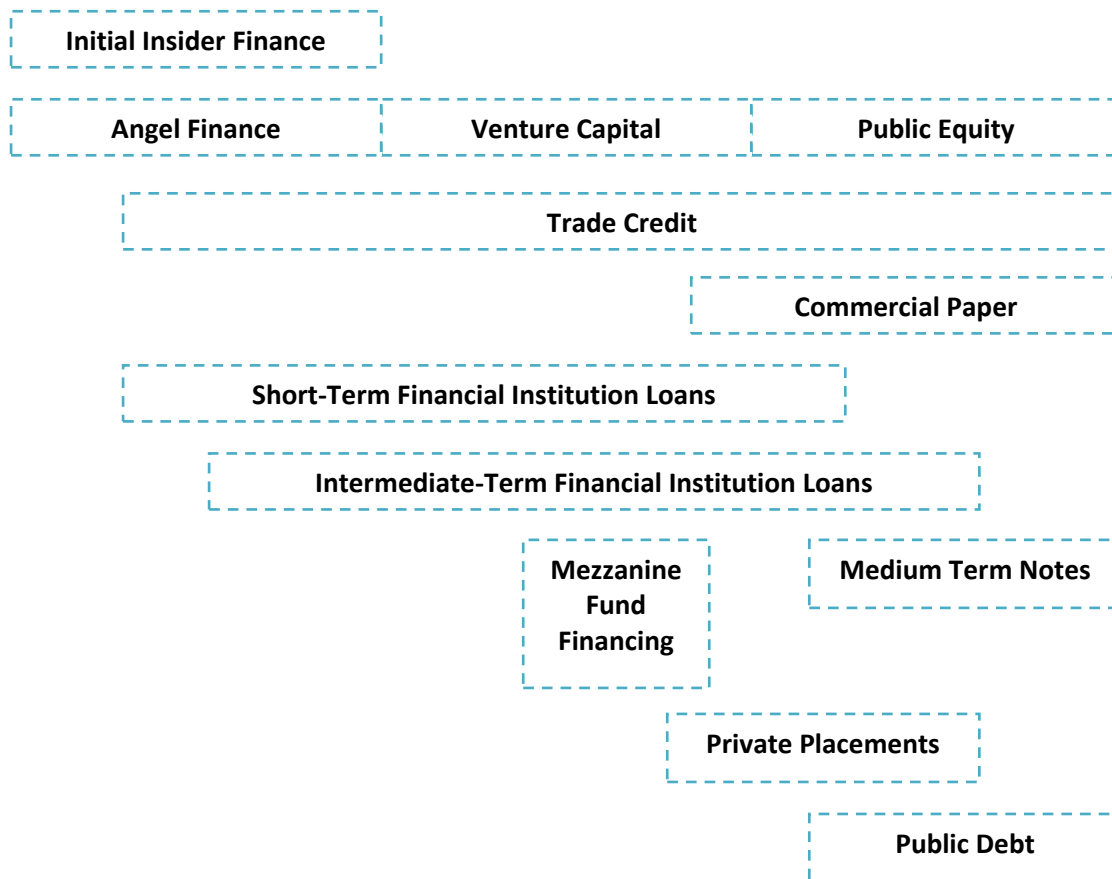 Initial Insider Finance
Angel Finance
Venture Capital
Public Equity
Trade Credit
Commercial Paper
Short-Term Financial Institution Loans
Intermediate-Term Financial Institution Loans
Mezzanine
Fund
Financing
Medium Term Notes
Private Placements
Public Debt